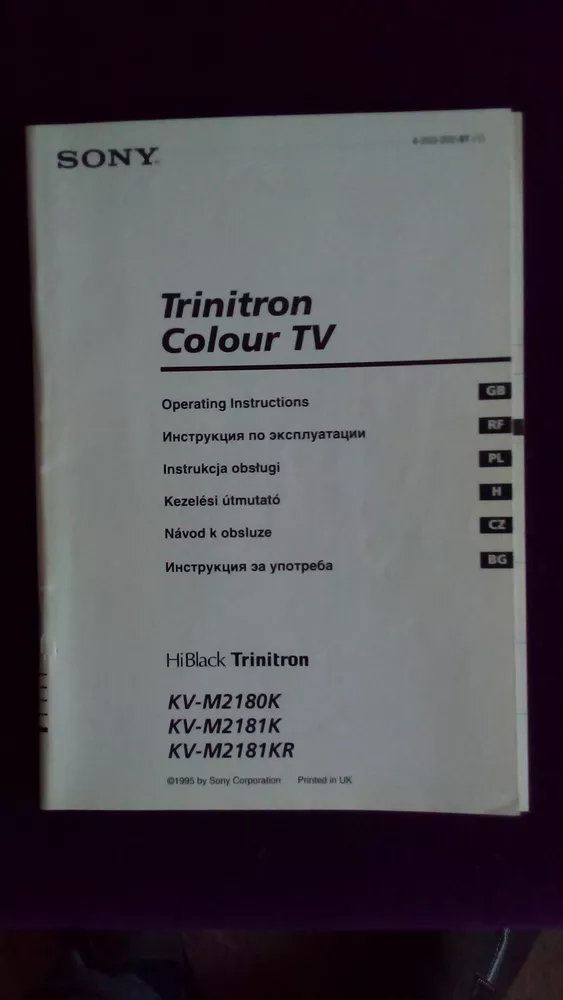 SONY
Trinitron
Colour TV
Operating Instructions GB
Инструкция по эксплуатации RF
Instrukcja obsługi PL
Kezelési útmutató H
Návod k obsluze CZ
Инструкция за употреба BG
HiBlack Trinitron
KV-M2180K
KV-M2181K
KV-M2181KR
©1995 by Sony Corporation Printed in UK